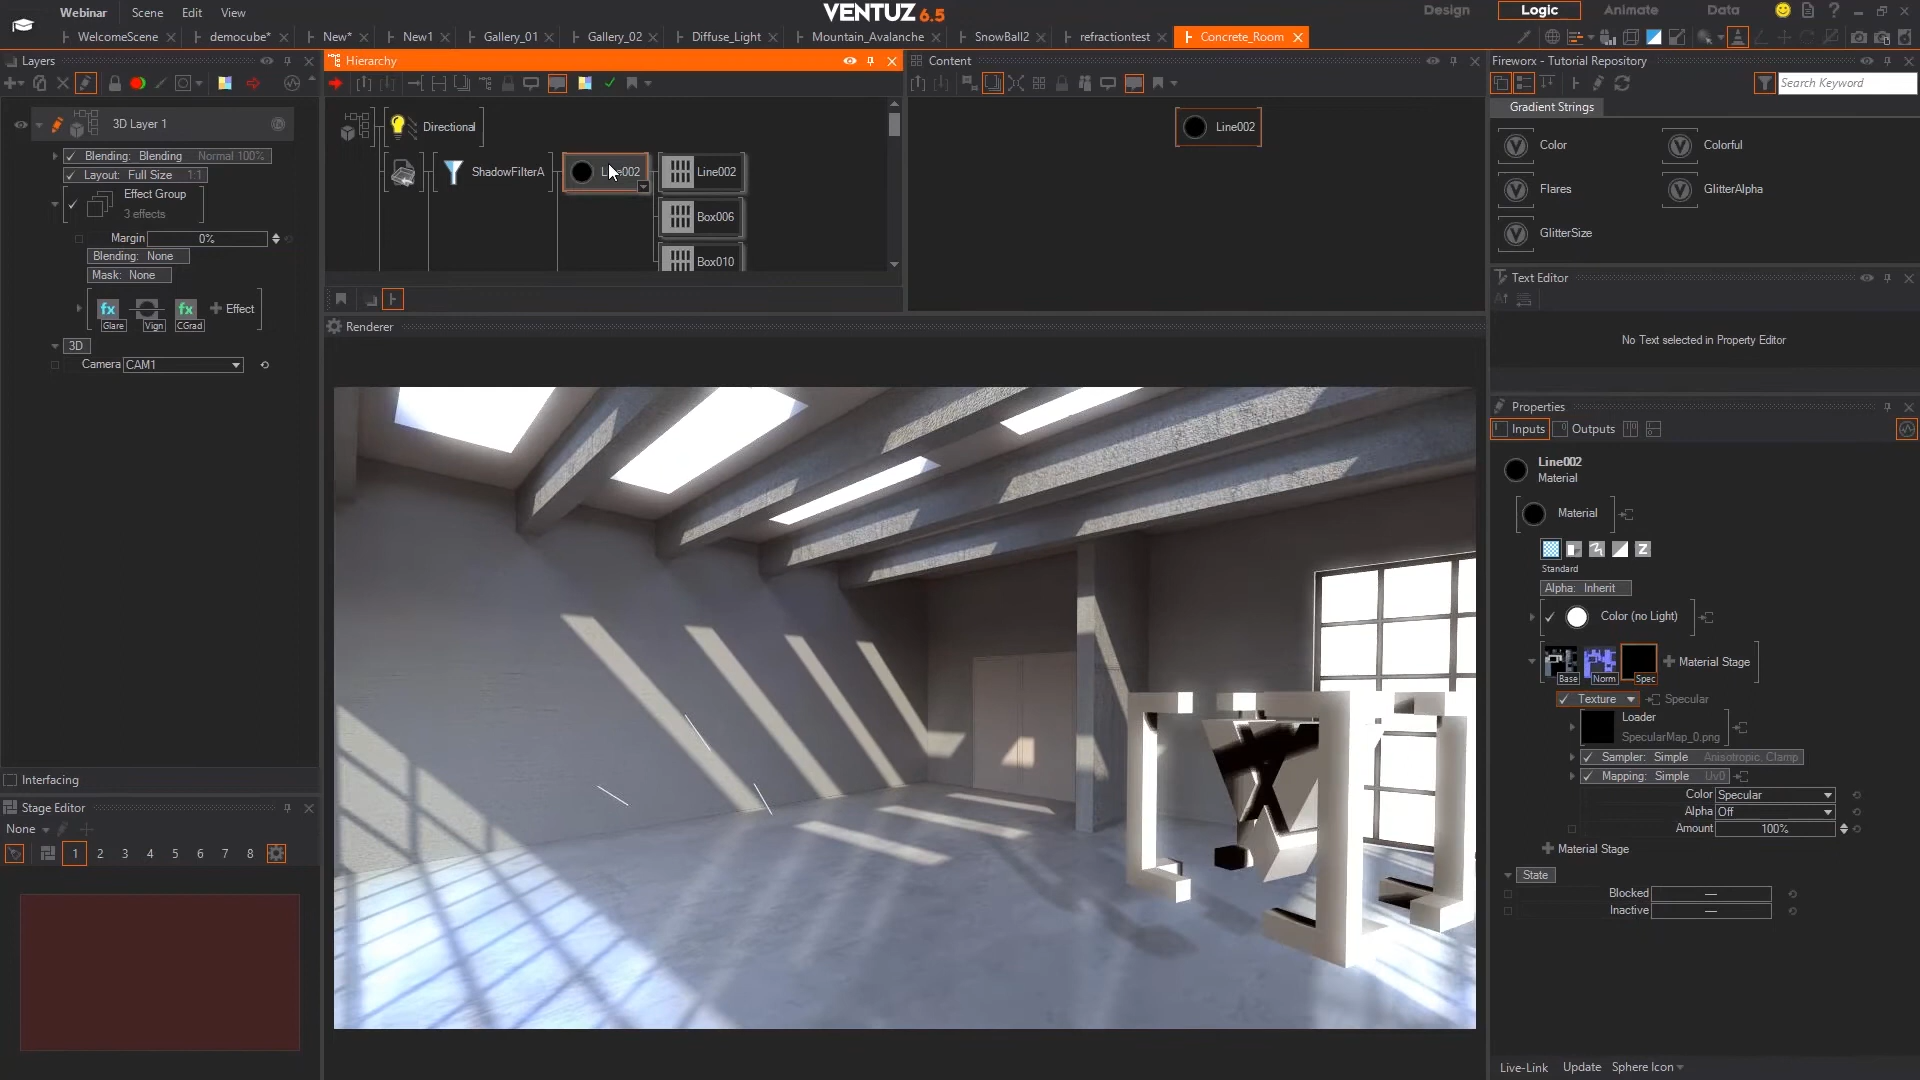 Webinar Scene Edit View
VENTUZ 6.5
Design Logic Animate Data
WelcomeScene democube* New* New1 Gallery_01 Gallery_02 Diffuse_Light Mountain_Avalanche SnowBall2 refractiontest Concrete_Room
Layers
3D Layer 1
Blending: Blending Normal 100%
Layout: Full Size 1:1
Effect Group
3 effects
Margin 0%
Blending: None
Mask: None
fx fx Effect
Glare Vign CGrad
3D
Camera CAM1
Interfacing
Stage Editor
None
1 2 3 4 5 6 7 8
Hierarchy
Directional
ShadowFilterA Line002
Box006
Box010
Content
Line002
Renderer
Fireworx - Tutorial Repository
Search Keyword
Gradient Strings
Color Colorful
Flares GlitterAlpha
GlitterSize
Text Editor
No Text selected in Property Editor
Properties
Inputs Outputs
Line002
Material
Material
Standard
Alpha: Inherit
Color (no Light)
Base Norm Spec Material Stage
Texture Specular
Loader
SpecularMap_0.png
Sampler: Simple Anisotropic, Clamp
Mapping: Simple Uv0
Color Specular
Alpha Off
Amount 100%
Material Stage
State
Blocked —
Inactive —
Live-Link Update Sphere Icon